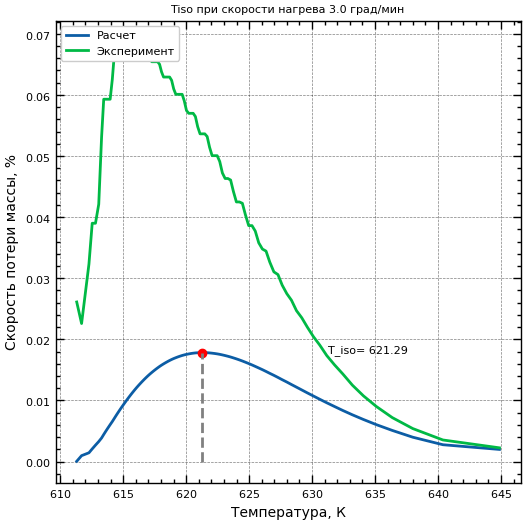 Tiso при скорости нагрева 3.0 град/мин
Расчет
Эксперимент
Скорость потери массы, %
0.07
0.06
0.05
0.04
0.03
0.02
0.01
0.00
T_iso= 621.29
610 615 620 625 630 635 640 645
Температура, К